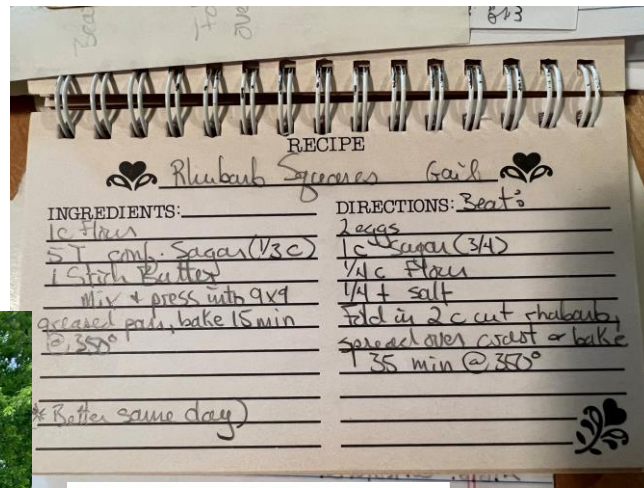 613
RECIPE
Rhubarb Squares Gail
INGREDIENTS:
1c flour
5 T conf. Sagar (1/3 c)
1 Stick Butter
Mix & press into 9x9
greased pan, bake 15 min
@ 350°
* Better same day)
DIRECTIONS: Beat:
2 eggs
1c sugar (3/4)
1/4 c flour
1/4 t salt
Fold in 2 c cut rhubarb,
spread over crust & bake
35 min @ 350°